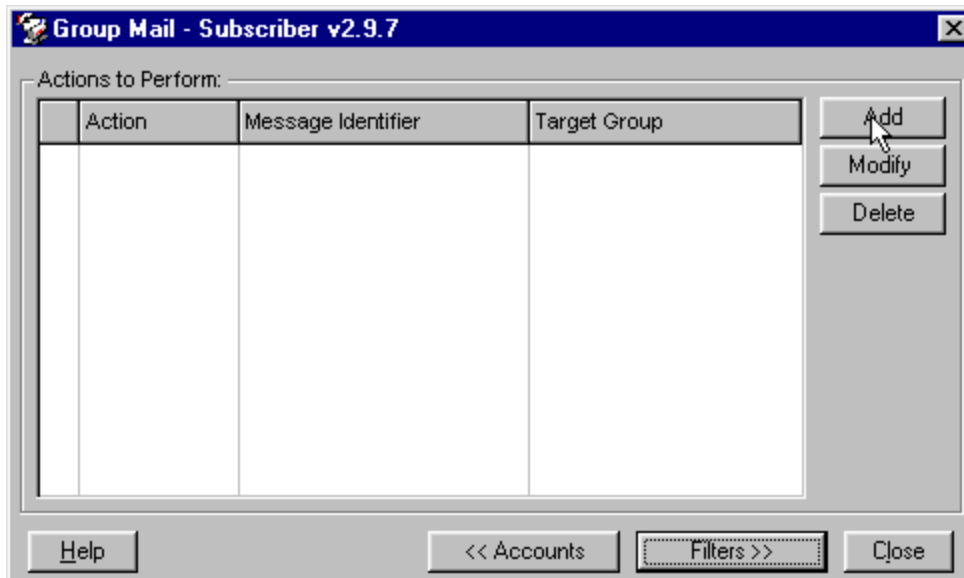 Group Mail - Subscriber v2.9.7
Actions to Perform:
Action Message Identifier Target Group
Add
Modify
Delete
Help << Accounts Filters >> Close